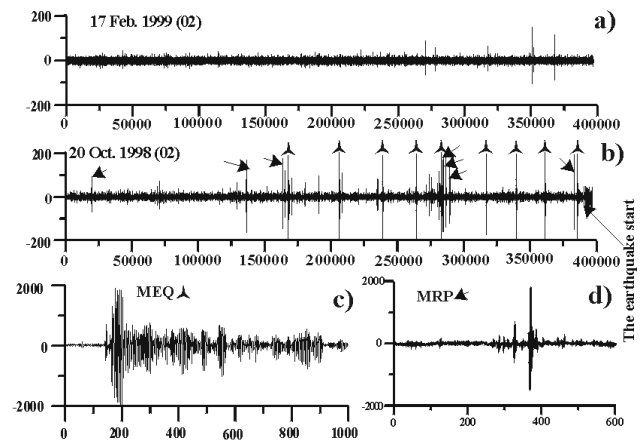 200
17 Feb. 1999 (02)
a)
0
-200
0 50000 100000 150000 200000 250000 300000 350000 400000
200
20 Oct. 1998 (02)
b)
0
-200
0 50000 100000 150000 200000 250000 300000 350000 400000
The earthquake start
2000
MEQ
c)
0
-2000
0 200 400 600 800 1000
2000
MRP
d)
0
-2000
0 200 400 600